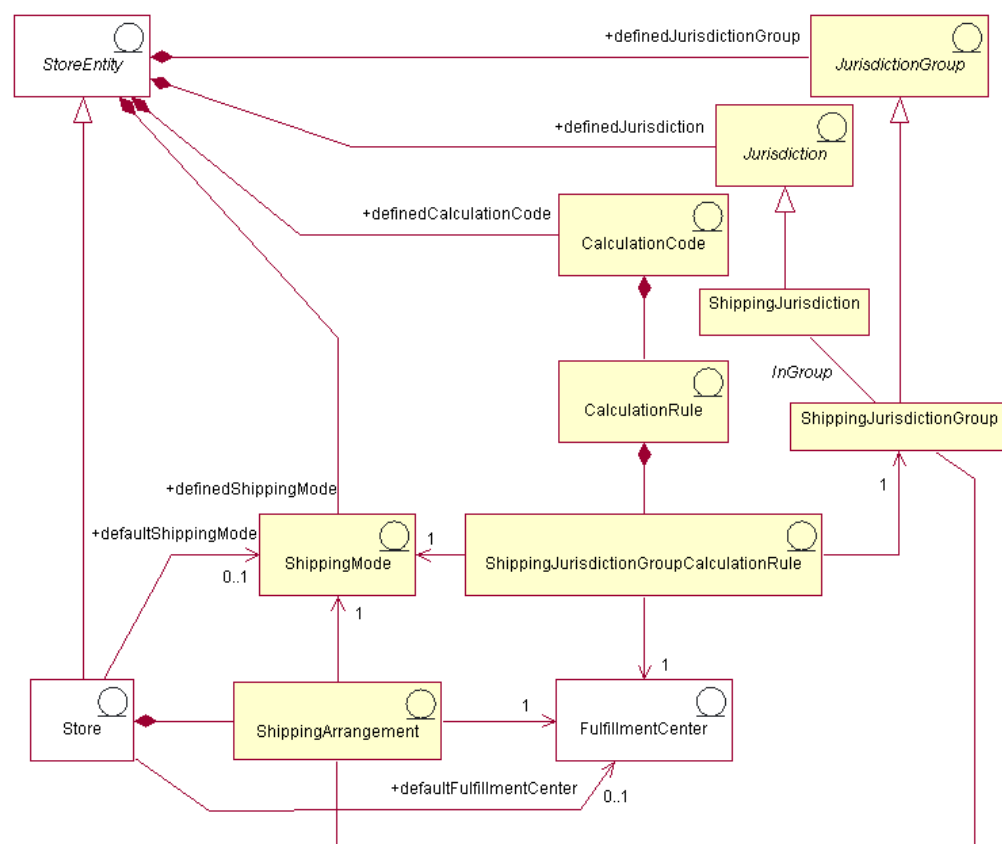 +definedJurisdictionGroup
StoreEntity
JurisdictionGroup
+definedJurisdiction
Jurisdiction
+definedCalculationCode
CalculationCode
ShippingJurisdiction
InGroup
CalculationRule
ShippingJurisdictionGroup
+definedShippingMode
1
+defaultShippingMode
1
ShippingMode
ShippingJurisdictionGroupCalculationRule
0..1
1
1
1
Store
ShippingArrangement
FulfillmentCenter
+defaultFulfillmentCenter
0..1